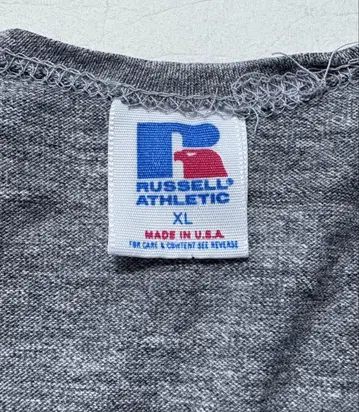 R
RUSSELL®
ATHLETIC
XL
MADE IN U.S.A.
FOR CARE & CONTENT SEE REVERSE